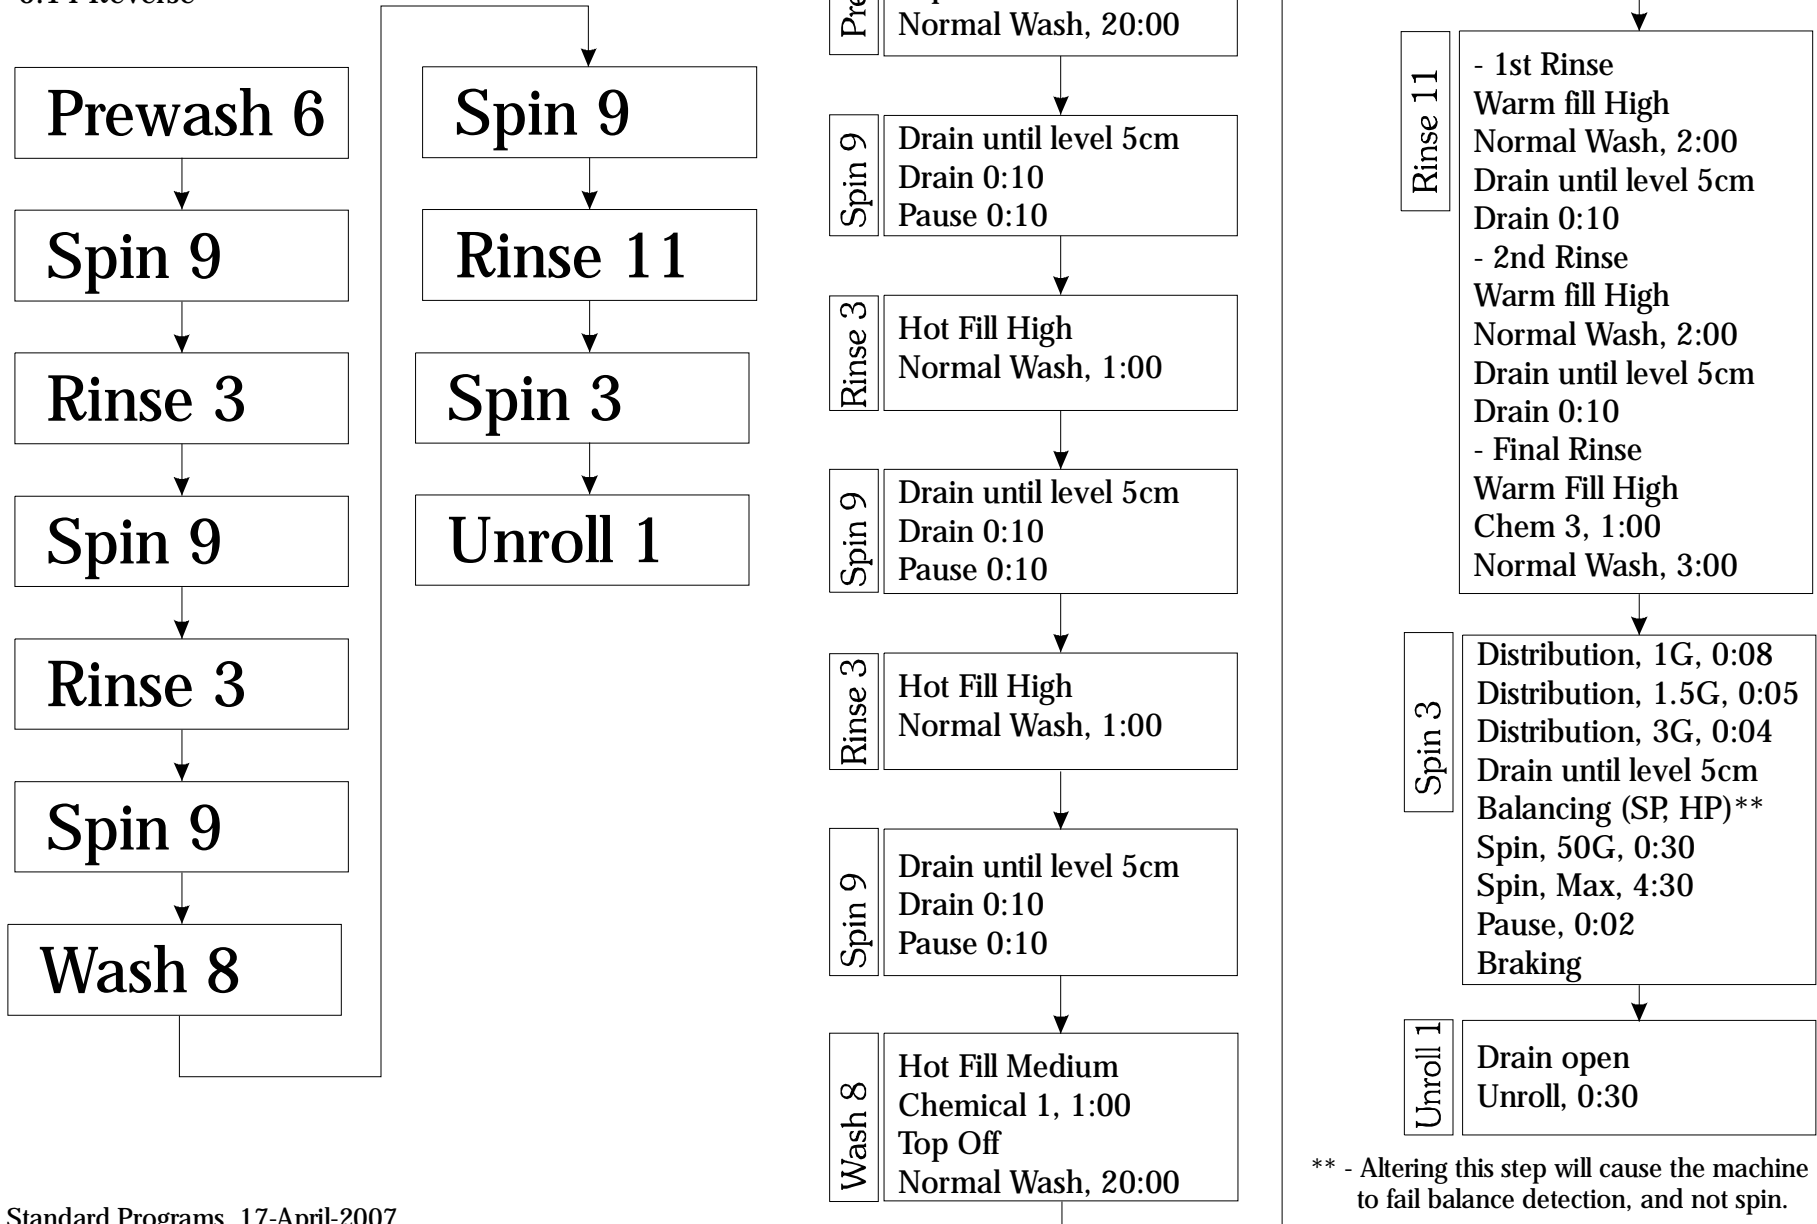 Prewash 6
Spin 9
Rinse 3
Spin 9
Rinse 3
Spin 9
Wash 8
Spin 9
Rinse 11
Spin 3
Unroll 1
Normal Wash, 20:00
Spin 9
Drain until level 5cm
Drain 0:10
Pause 0:10
Rinse 3
Hot Fill High
Normal Wash, 1:00
Spin 9
Drain until level 5cm
Drain 0:10
Pause 0:10
Rinse 3
Hot Fill High
Normal Wash, 1:00
Spin 9
Drain until level 5cm
Drain 0:10
Pause 0:10
Wash 8
Hot Fill Medium
Chemical 1, 1:00
Top Off
Normal Wash, 20:00
Rinse 11
- 1st Rinse
Warm fill High
Normal Wash, 2:00
Drain until level 5cm
Drain 0:10
- 2nd Rinse
Warm fill High
Normal Wash, 2:00
Drain until level 5cm
Drain 0:10
- Final Rinse
Warm Fill High
Chem 3, 1:00
Normal Wash, 3:00
Spin 3
Distribution, 1G, 0:08
Distribution, 1.5G, 0:05
Distribution, 3G, 0:04
Drain until level 5cm
Balancing (SP, HP)**
Spin, 50G, 0:30
Spin, Max, 4:30
Pause, 0:02
Braking
Unroll 1
Drain open
Unroll, 0:30
** - Altering this step will cause the machine
to fail balance detection, and not spin.
Standard Programs, 17-April-2007